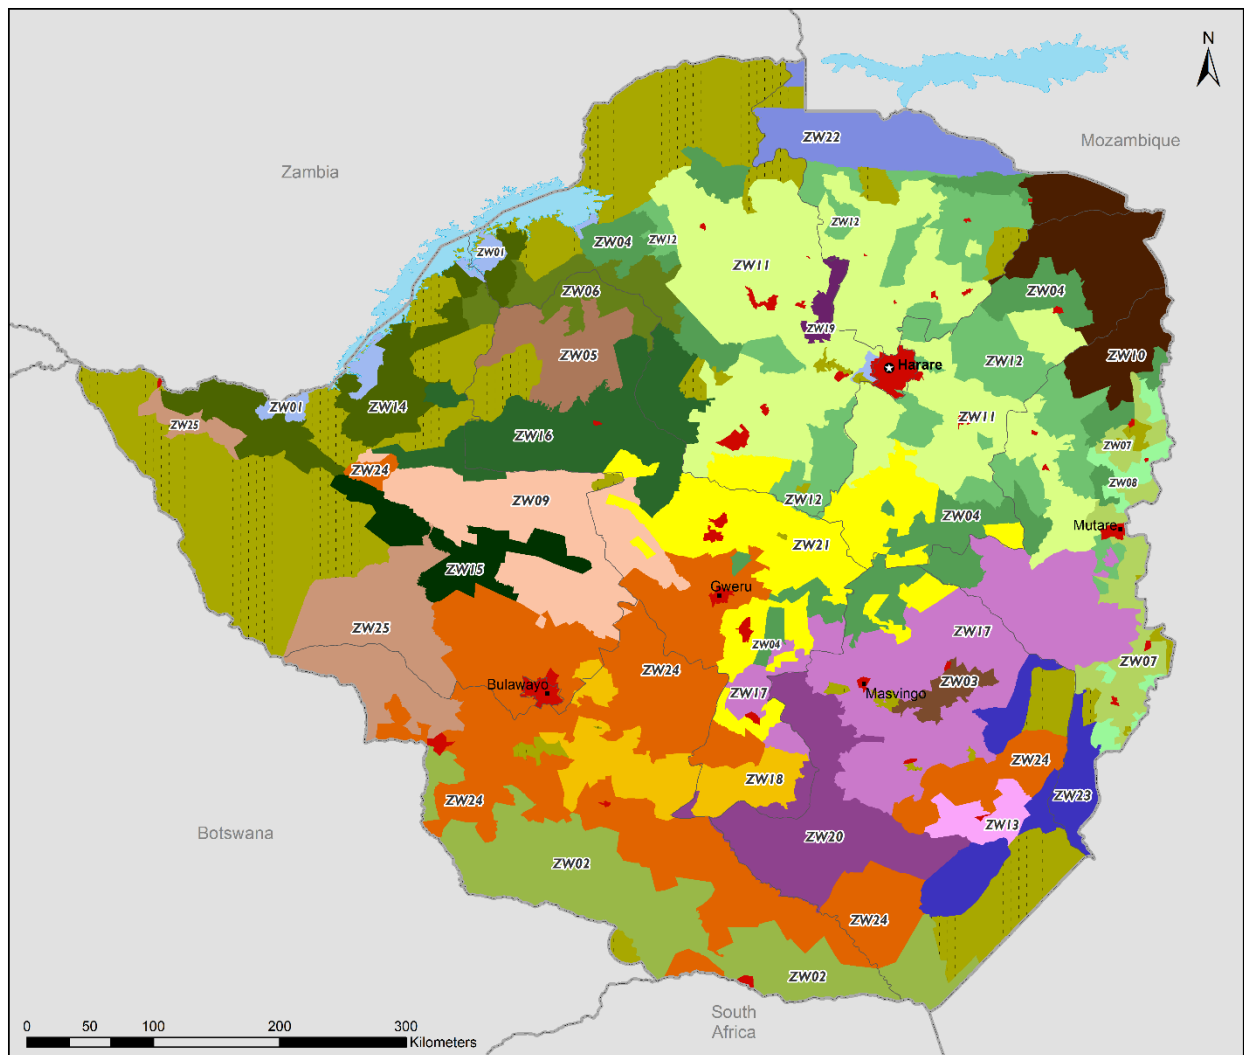 N
Mozambique
ZW22
Zambia
ZW12
ZW04
ZW12
ZW01
ZW11
ZW06
ZW04
ZW19
ZW05
ZW10
ZW12
Harare
ZW01
ZW14
ZW11
ZW25
ZW16
ZW07
ZW24
ZW08
ZW09
ZW12
ZW04
Mutare
ZW21
ZW15
Gweru
ZW25
ZW17
ZW04
ZW07
ZW24
ZW03
Bulawayo
ZW17
Masvingo
ZW24
ZW18
ZW23
ZW24
ZW13
Botswana
ZW20
ZW02
ZW24
ZW02
South
Africa
0 50 100 200 300
Kilometers